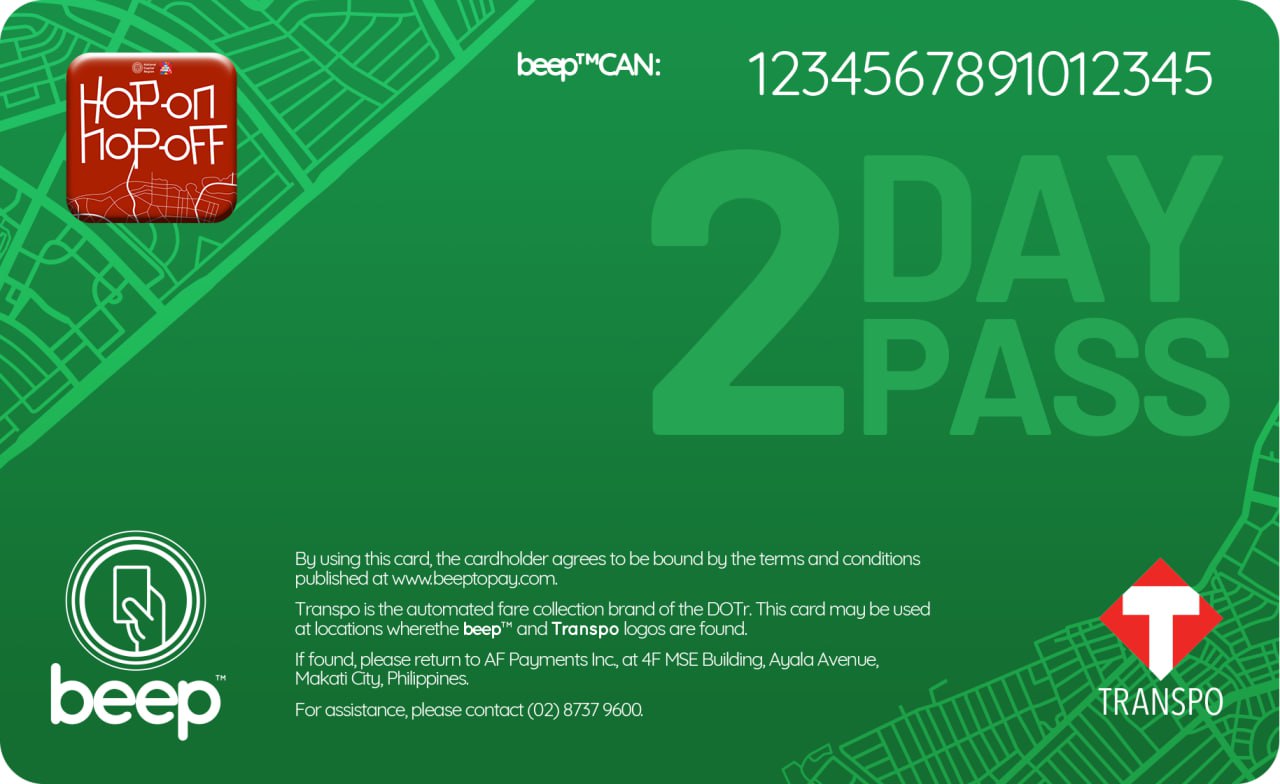 beep™CAN: 123456789101２345
National
Capital
Region
HOP-ON
HOP-OFF
2 DAY
PASS
By using this card, the cardholder agrees to be bound by the terms and conditions
published at www.beeptopay.com.
Transpo is the automated fare collection brand of the DOTr. This card may be used
at locations wherethe beep™ and Transpo logos are found.
If found, please return to AF Payments Inc., at 4F MSE Building, Ayala Avenue,
Makati City, Philippines.
For assistance, please contact (02) 8737 9600.
beep™
TRANSPO